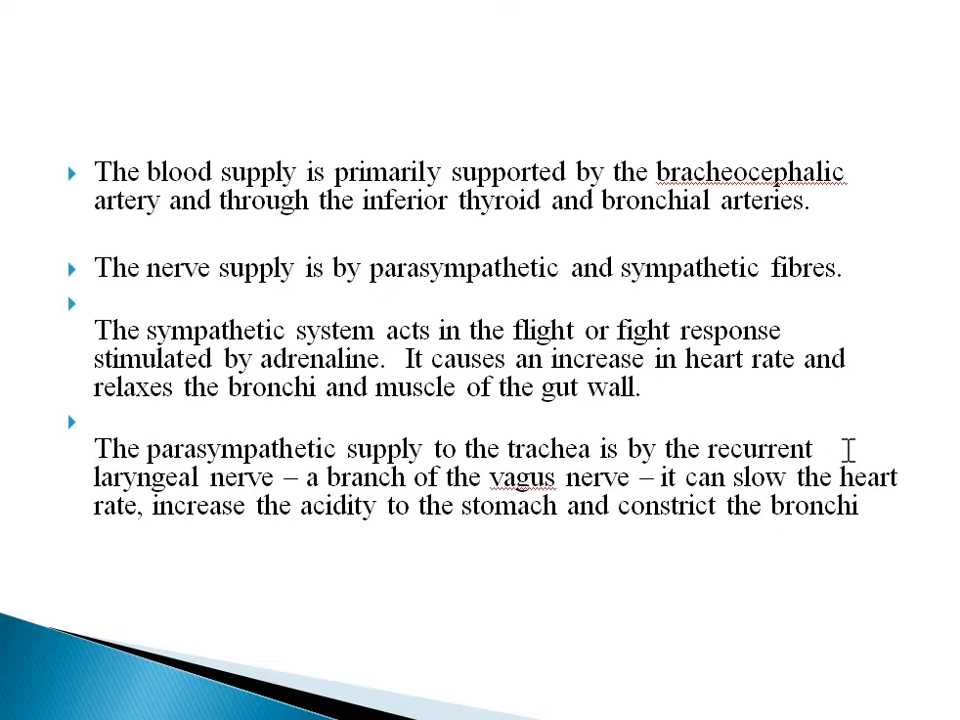 The blood supply is primarily supported by the bracheocephalic
artery and through the inferior thyroid and bronchial arteries.
The nerve supply is by parasympathetic and sympathetic fibres.
The sympathetic system acts in the flight or fight response
stimulated by adrenaline. It causes an increase in heart rate and
relaxes the bronchi and muscle of the gut wall.
The parasympathetic supply to the trachea is by the recurrent
laryngeal nerve – a branch of the vagus nerve – it can slow the heart
rate, increase the acidity to the stomach and constrict the bronchi